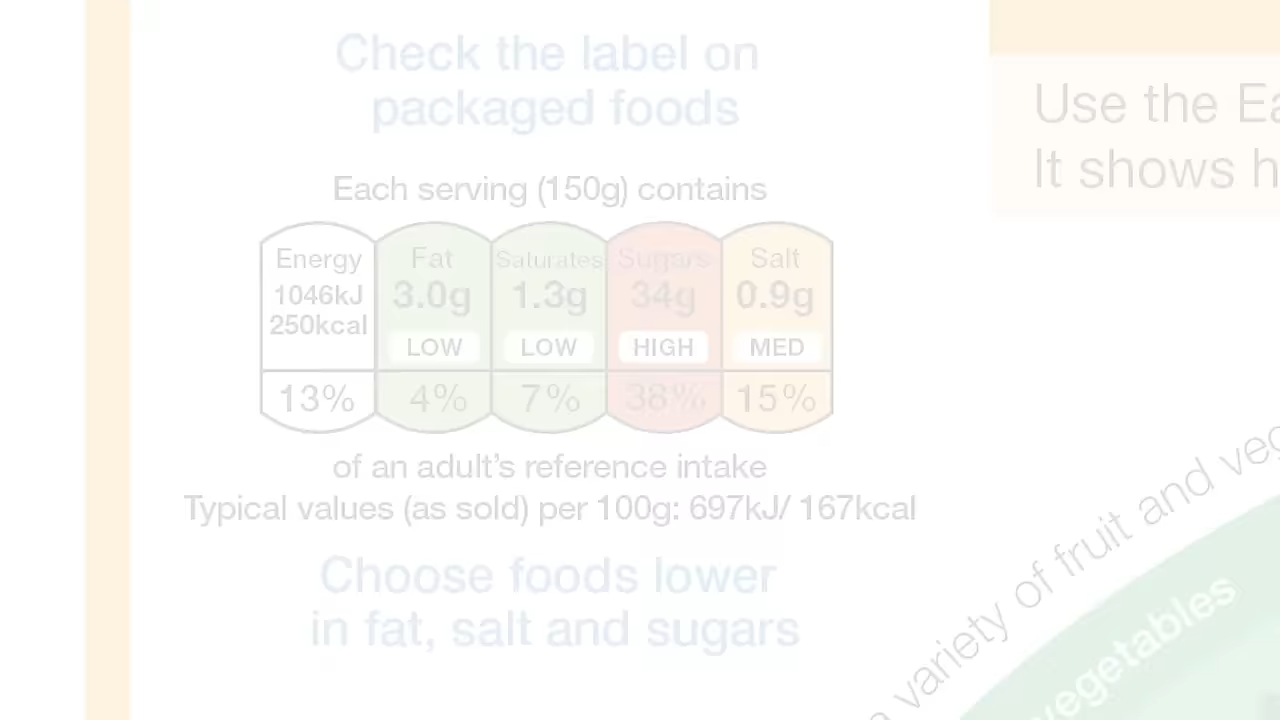 Check the label on
packaged foods
Each serving (150g) contains
Energy
1046kJ
250kcal
13%
Fat
3.0g
LOW
4%
Saturates
1.3g
LOW
7%
Sugars
34g
HIGH
38%
Salt
0.9g
MED
15%
of an adult’s reference intake
Typical values (as sold) per 100g: 697kJ/ 167kcal
Choose foods lower
in fat, salt and sugars
Use the
It shows
a variety of fruit and
vegetables